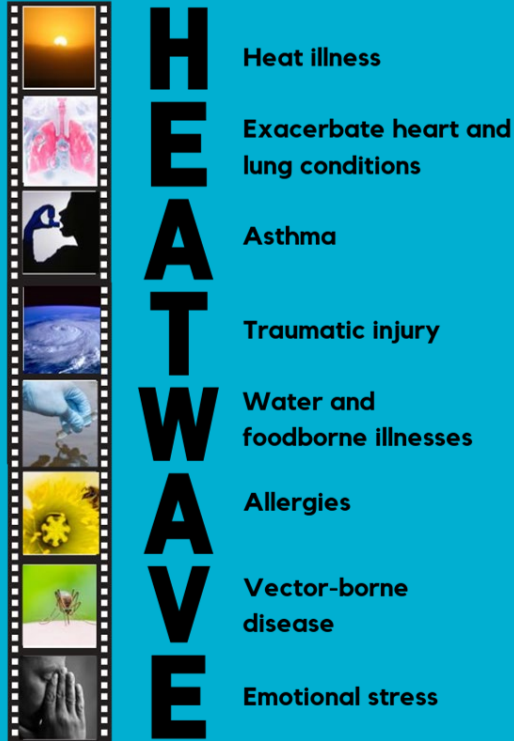 H
Heat illness
E
Exacerbate heart and
lung conditions
A
Asthma
T
Traumatic injury
W
Water and
foodborne illnesses
A
Allergies
V
Vector-borne
disease
E
Emotional stress